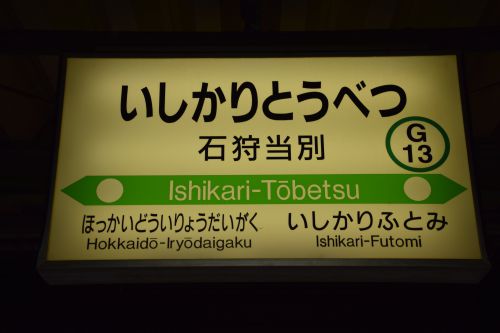 いしかりとうべつ
石狩当別
G
13
Ishikari-Tōbetsu
ほっかいどういりょうだいがく いしかりふとみ
Hokkaidō-Iryōdaigaku Ishikari-Futomi